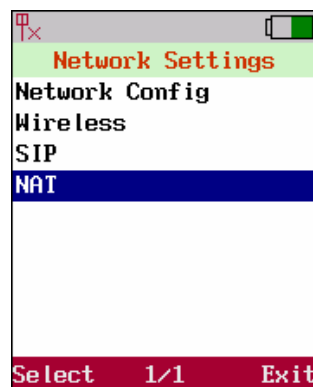 Network Settings
Network Config
Wireless
SIP
NAT
Select 1/1 Exit